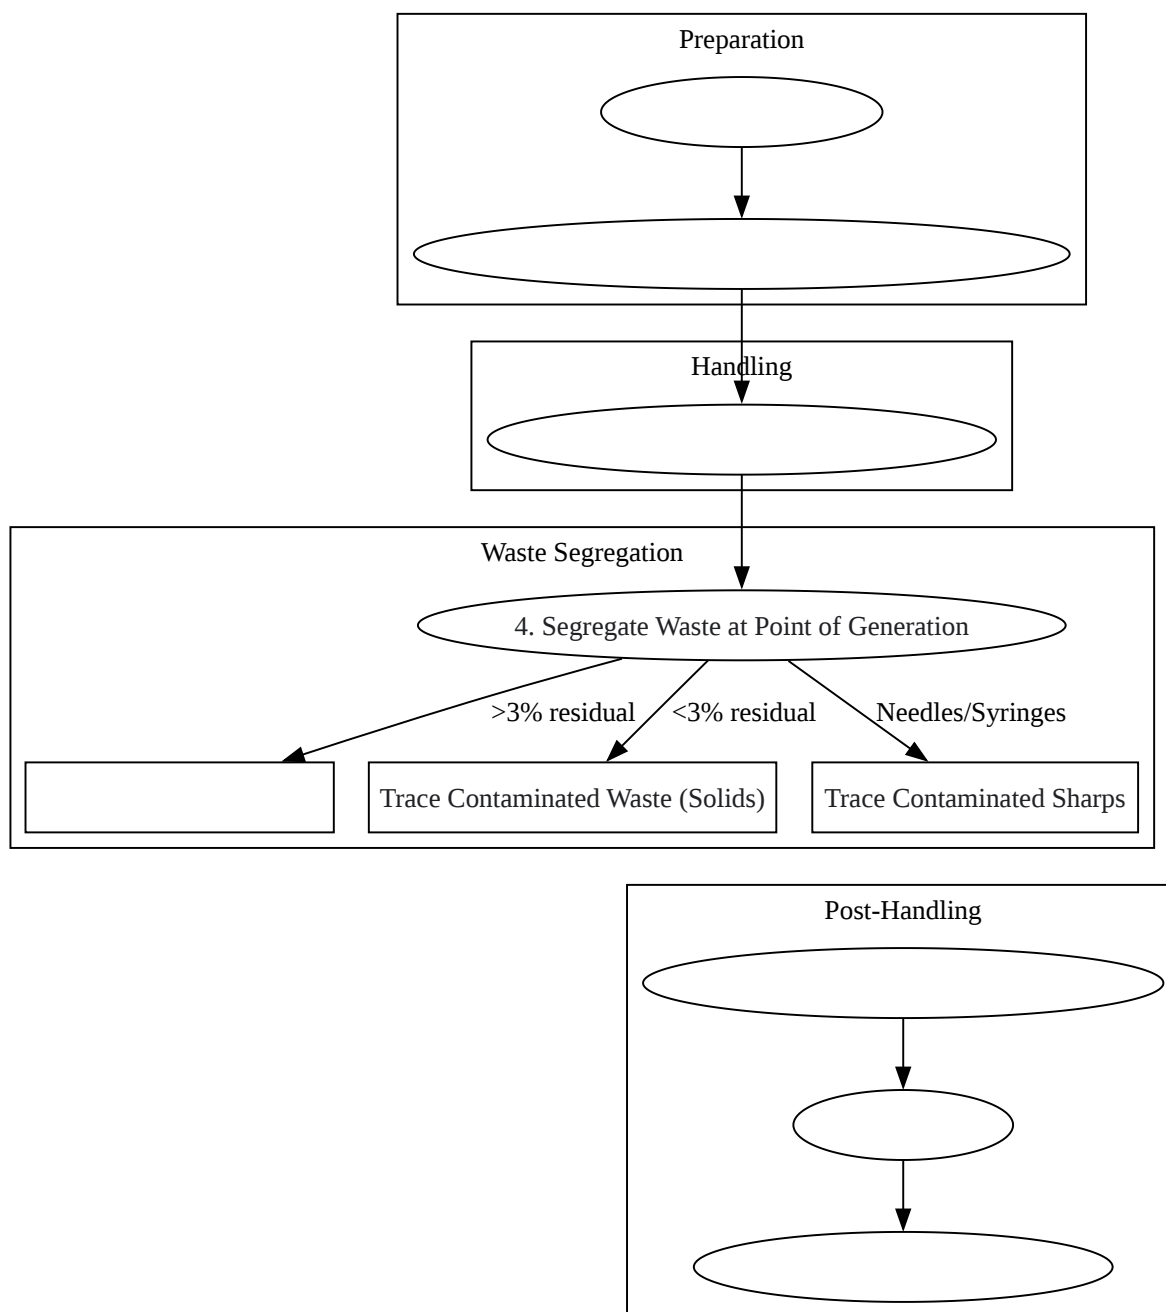 Preparation
Handling
Waste Segregation
4. Segregate Waste at Point of Generation
>3% residual
<3% residual
Needles/Syringes
Trace Contaminated Waste (Solids)
Trace Contaminated Sharps
Post-Handling